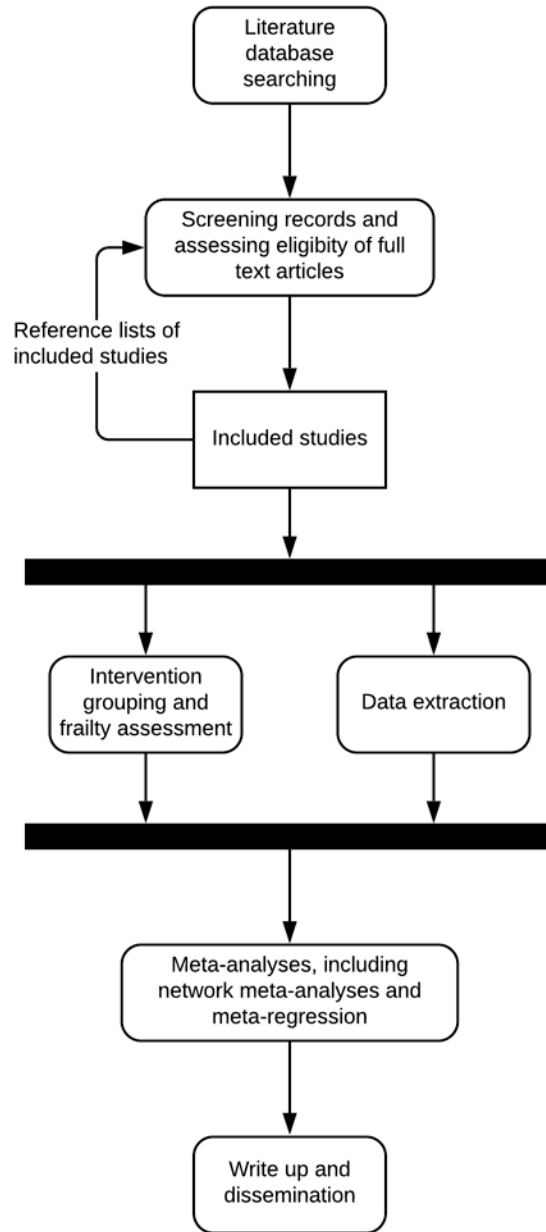 Literature
database
searching
Screening records and
assessing eligibity of full
text articles
Reference lists of
included studies
Included studies
Intervention
grouping and
frailty assessment
Data extraction
Meta-analyses, including
network meta-analyses and
meta-regression
Write up and
dissemination